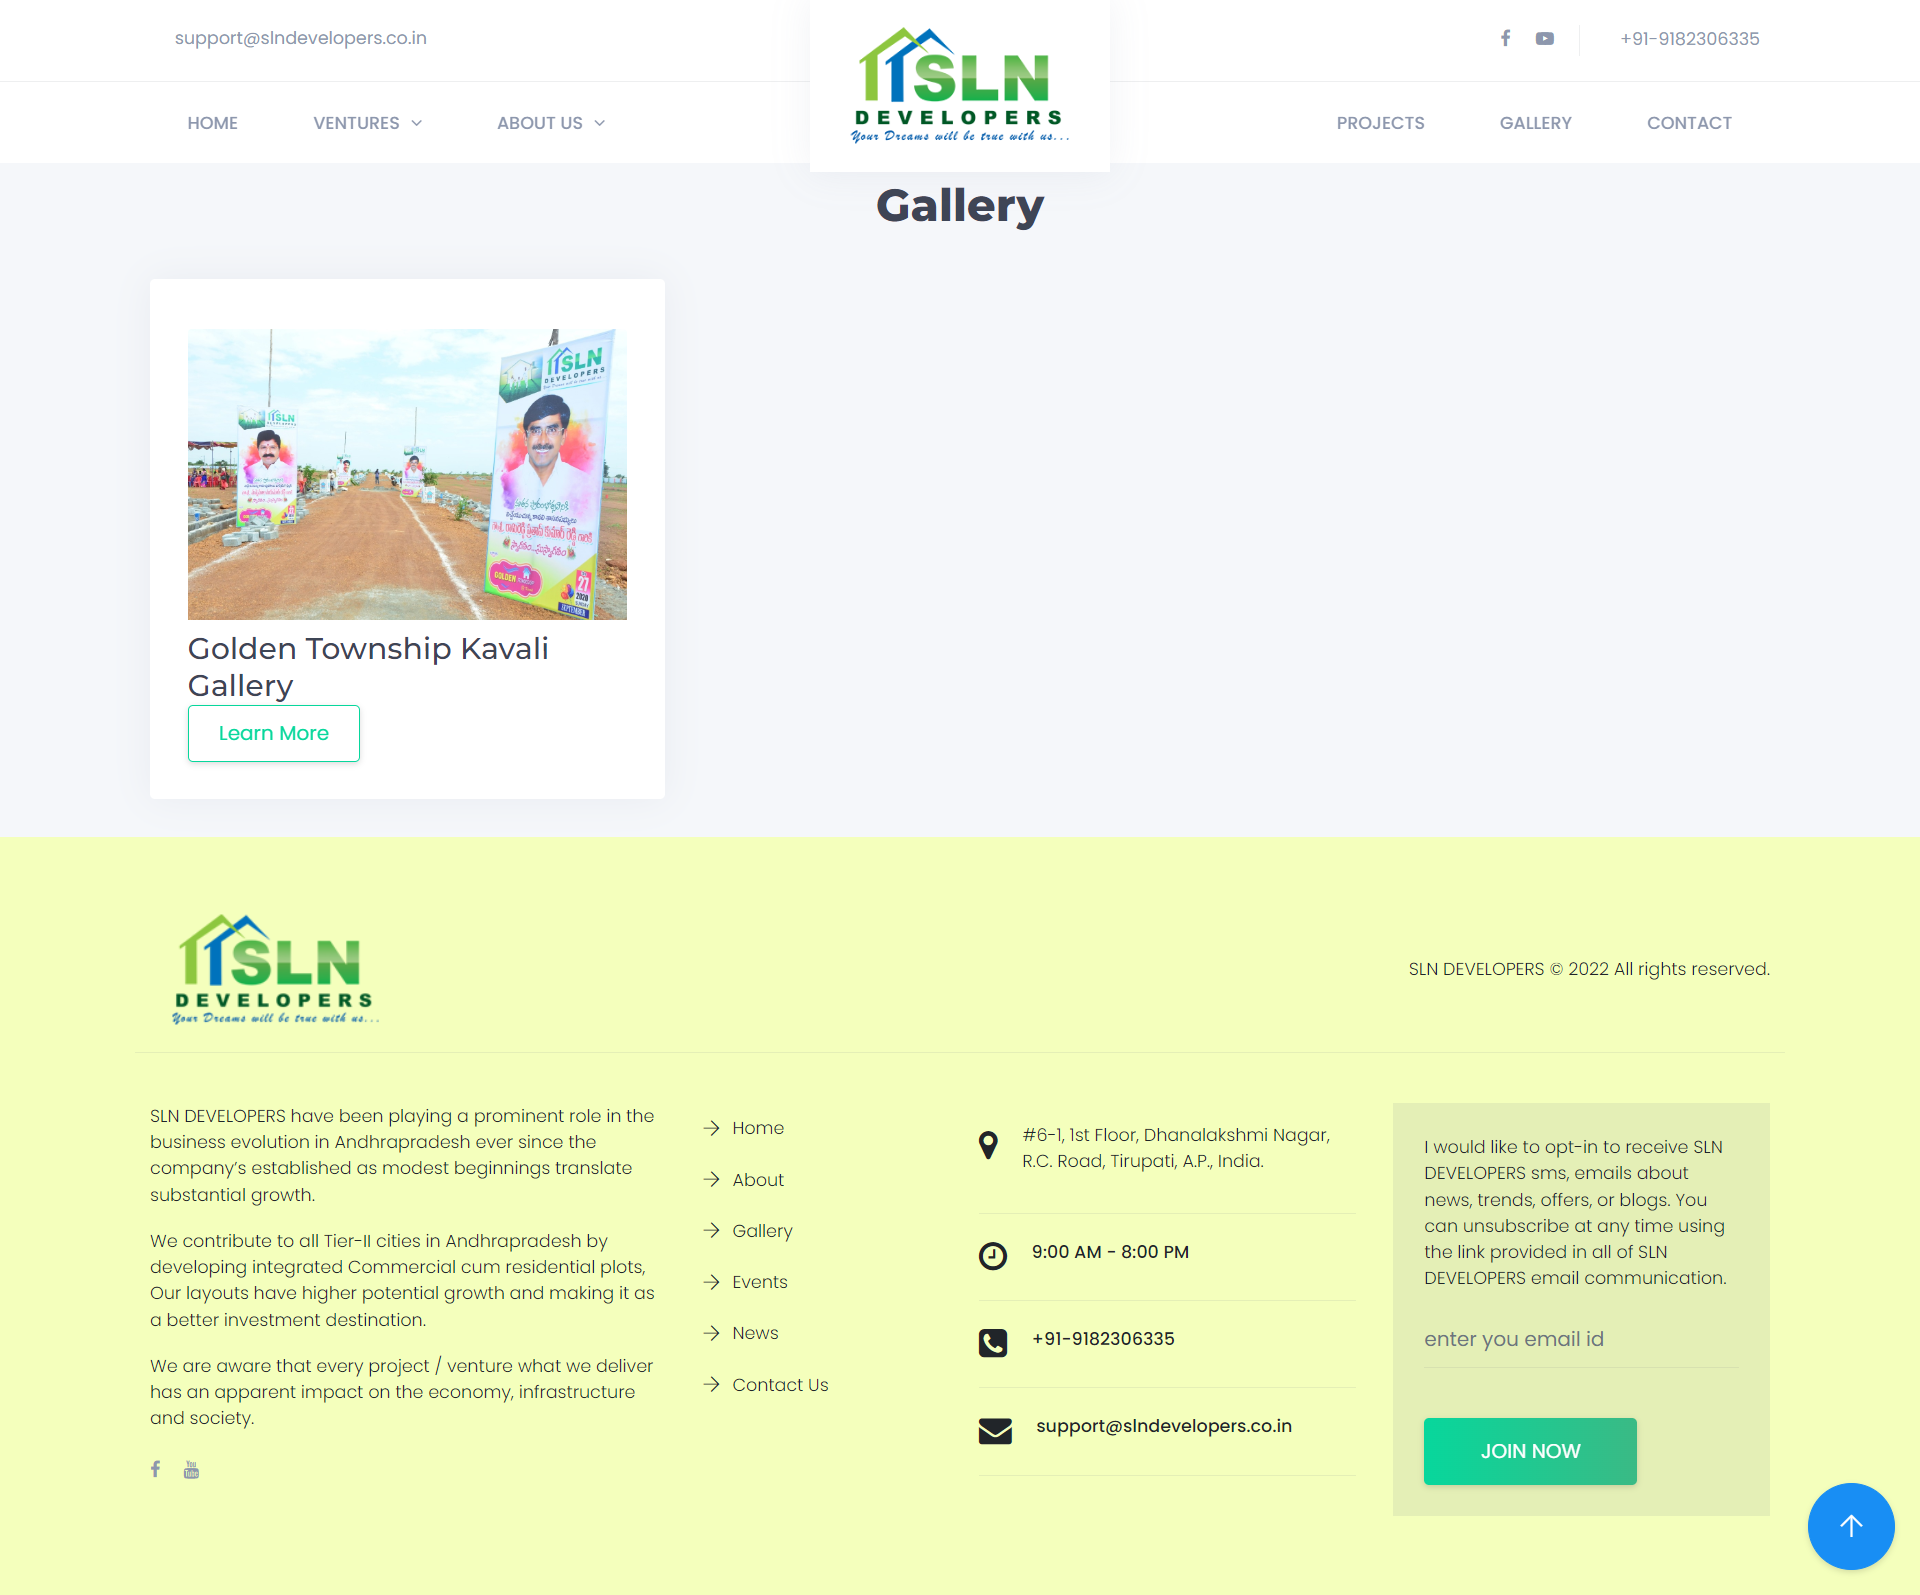 support@slndevelopers.co.in
+91-9182306335
HOME
VENTURES
ABOUT US
SLN
DEVELOPERS
Your Dreams will be true with us...
PROJECTS
GALLERY
CONTACT
Gallery
SLN
DEVELOPERS
SLN
27
2020
SEPTEMBER
GOLDEN
Golden Township Kavali
Gallery
Learn More
SLN
DEVELOPERS
Your Dreams will be true with us...
SLN DEVELOPERS © 2022 All rights reserved.
SLN DEVELOPERS have been playing a prominent role in the
business evolution in Andhrapradesh ever since the
company’s established as modest beginnings translate
substantial growth.
We contribute to all Tier-II cities in Andhrapradesh by
developing integrated Commercial cum residential plots,
Our layouts have higher potential growth and making it as
a better investment destination.
We are aware that every project / venture what we deliver
has an apparent impact on the economy, infrastructure
and society.
You
Tube
Home
About
Gallery
Events
News
Contact Us
#6-1, 1st Floor, Dhanalakshmi Nagar,
R.C. Road, Tirupati, A.P., India.
9:00 AM - 8:00 PM
+91-9182306335
support@slndevelopers.co.in
I would like to opt-in to receive SLN
DEVELOPERS sms, emails about
news, trends, offers, or blogs. You
can unsubscribe at any time using
the link provided in all of SLN
DEVELOPERS email communication.
enter you email id
JOIN NOW